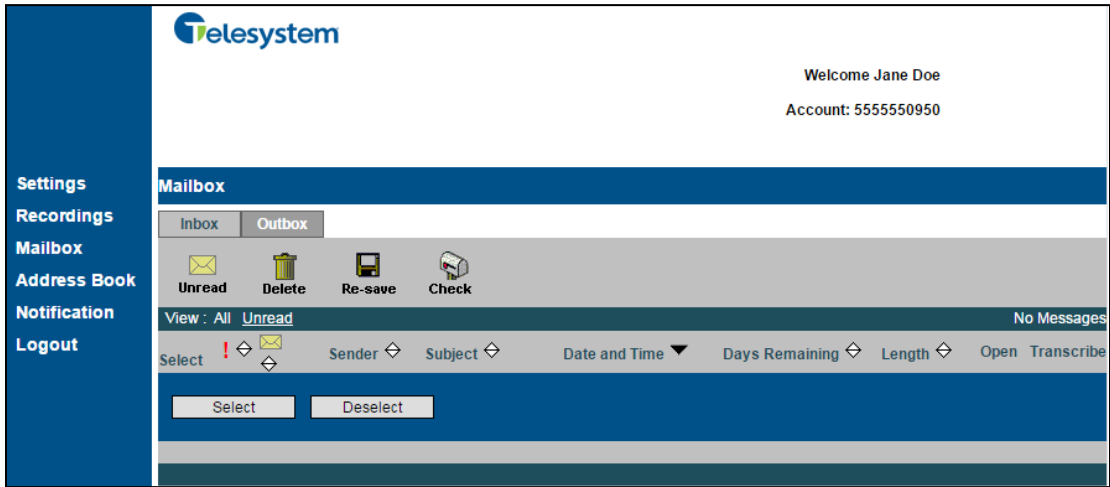 Telesystem
Welcome Jane Doe
Account: 5555550950
Settings
Recordings
Mailbox
Address Book
Notification
Logout
Mailbox
Inbox Outbox
Unread Delete Re-save Check
View : All Unread No Messages
Select ! Sender Subject Date and Time Days Remaining Length Open Transcribe
Select Deselect